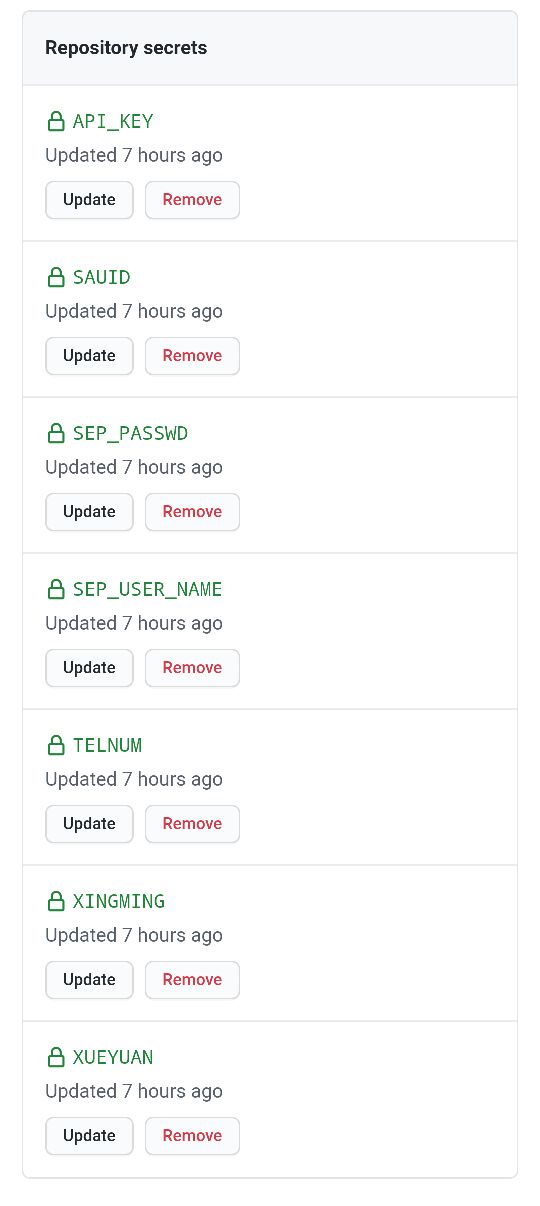 Repository secrets
API_KEY
Updated 7 hours ago
Update Remove
SAUID
Updated 7 hours ago
Update Remove
SEP_PASSWD
Updated 7 hours ago
Update Remove
SEP_USER_NAME
Updated 7 hours ago
Update Remove
TELNUM
Updated 7 hours ago
Update Remove
XINGMING
Updated 7 hours ago
Update Remove
XUEYUAN
Updated 7 hours ago
Update Remove